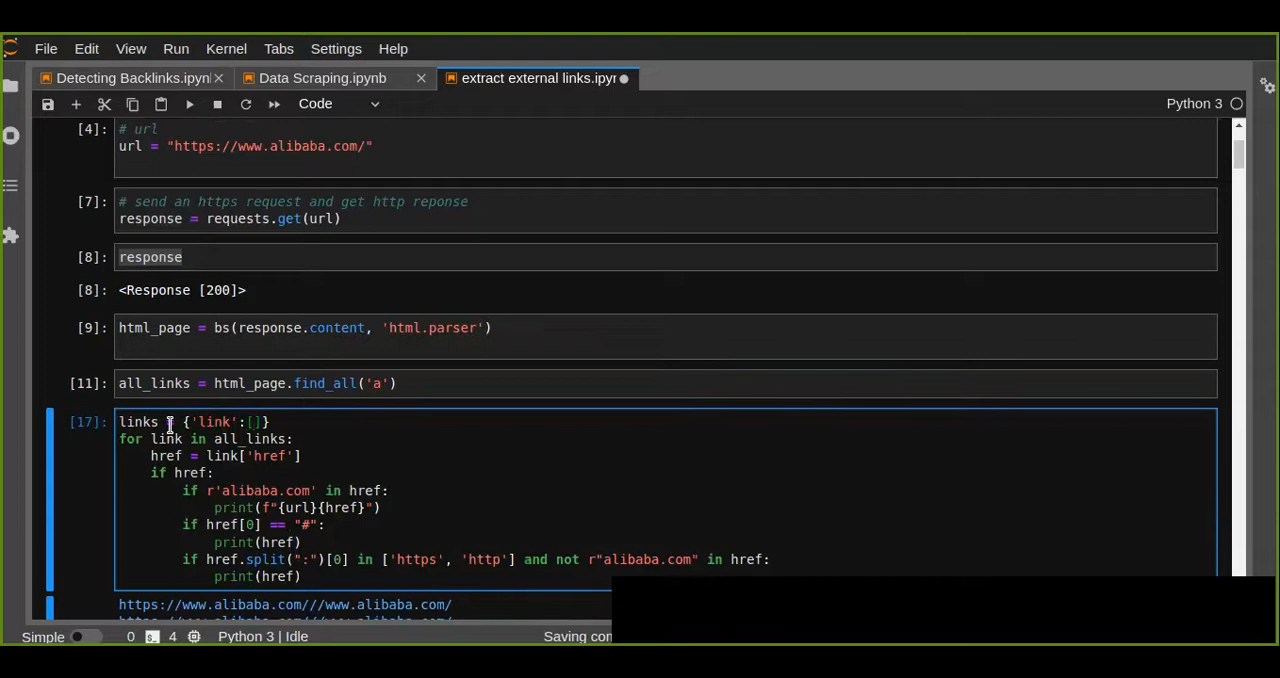 File Edit View Run Kernel Tabs Settings Help
Detecting Backlinks.ipynl Data Scraping.ipynb extract external links.ipyr
Code Python 3
[4]: # url
url = "https://www.alibaba.com/"
[7]: # send an https request and get http reponse
response = requests.get(url)
[8]: response
[8]: <Response [200]>
[9]: html_page = bs(response.content, 'html.parser')
[11]: all_links = html_page.find_all('a')
[17]: links = {'link':[]}
for link in all_links:
href = link['href']
if href:
if r'alibaba.com' in href:
print(f"{url}{href}")
if href[0] == "#":
print(href)
if href.split(":")[0] in ['https', 'http'] and not r"alibaba.com" in href:
print(href)
https://www.alibaba.com///www.alibaba.com/
Simple 0 4 Python 3 | Idle Saving con